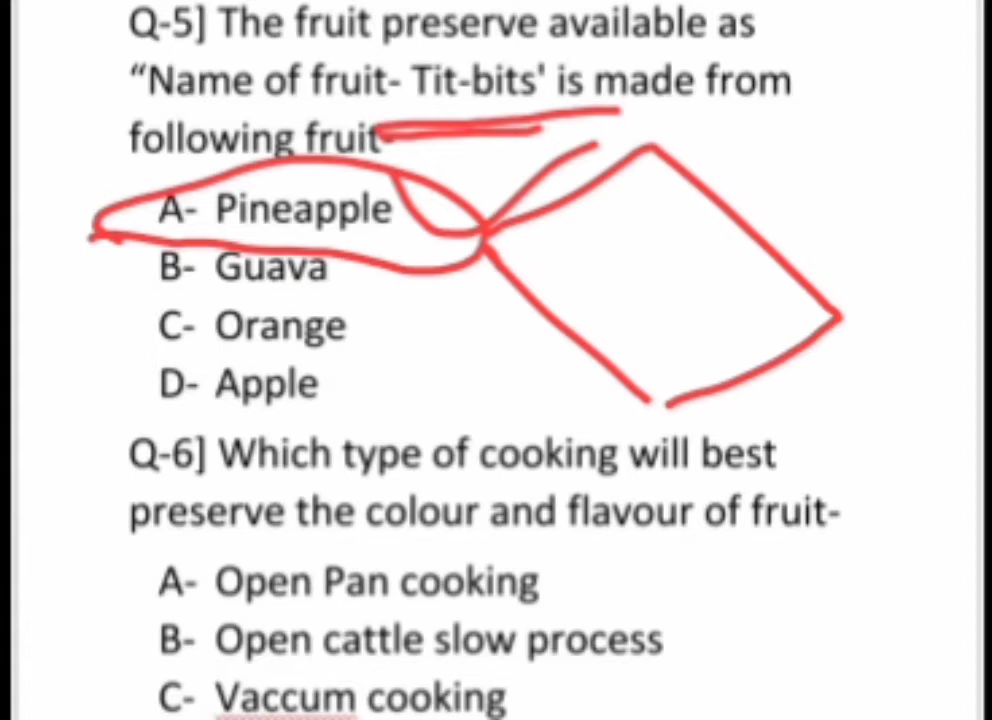 Q-5] The fruit preserve available as
“Name of fruit- Tit-bits' is made from
following fruit-
A- Pineapple
B- Guava
C- Orange
D- Apple
Q-6] Which type of cooking will best
preserve the colour and flavour of fruit-
A- Open Pan cooking
B- Open cattle slow process
C- Vaccum cooking